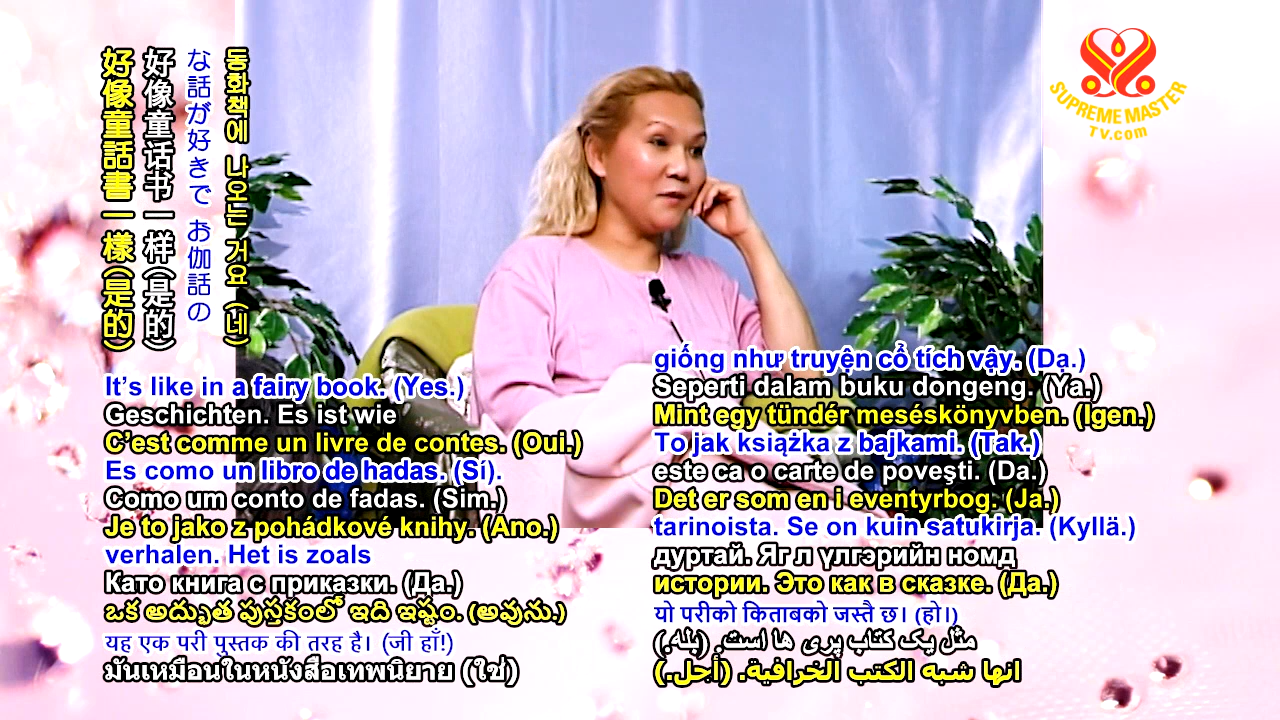 동화책에 나오는 거요 (네)
な話が好きで お伽話の
好像童话书一样(是的)
好像童話書一樣(是的)
SUPREME MASTER
TV.com
It's like in a fairy book. (Yes.)
Geschichten. Es ist wie
C'est comme un livre de contes. (Oui.)
Es como un libro de hadas. (Sí).
Como um conto de fadas. (Sim.)
Je to jako z pohádkové knihy. (Ano.)
verhalen. Het is zoals
Като книга с приказки. (Да.)
ఒక అద్భుత పుస్తకంలో ఇది ఇష్టం. (అవును.)
यह एक परी पुस्तक की तरह है। (जी हाँ!)
มันเหมือนในหนังสือเทพนิยาย (ใช่)
giống như truyện cổ tích vậy. (Dạ.)
Seperti dalam buku dongeng. (Ya.)
Mint egy tündér meséskönyvben. (Igen.)
To jak książka z bajkami. (Tak.)
este ca o carte de poveşti. (Da.)
Det er som en i eventyrbog. (Ja.)
tarinoista. Se on kuin satukirja. (Kyllä.)
дуртай. Яг л үлгэрийн номд
истории. Это как в сказке. (Да.)
यो परीको किताबको जस्तै छ। (हो।)
مثل یک کتاب پری ها است. (بله.)
انها شبه الكتب الخرافية. (أجل.)